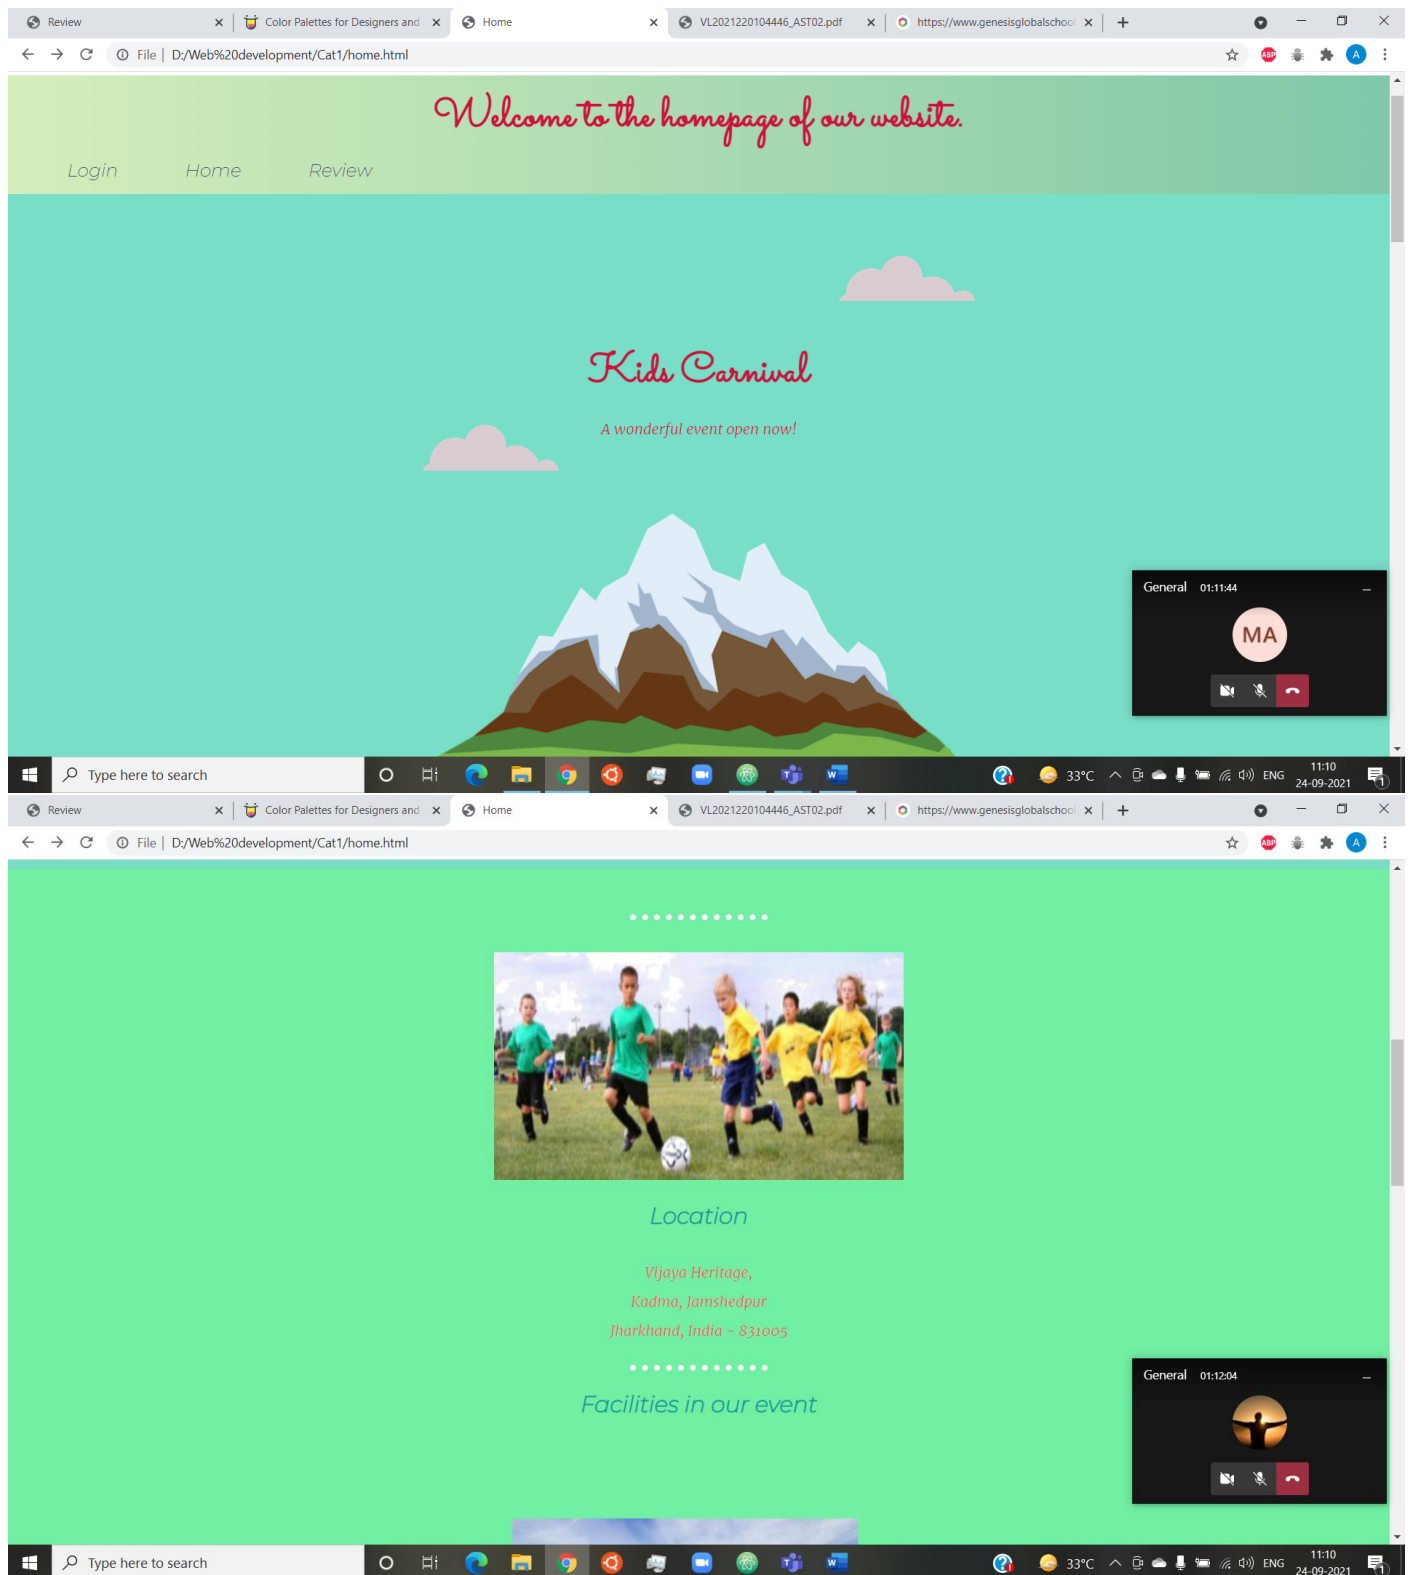 Review
Color Palettes for Designers and
Home
VL2021220104446_AST02.pdf
https://www.genesisglobalschool
File | D:/Web%20development/Cat1/home.html
ABP
A
Welcome to the homepage of our website.
Login Home Review
Kids Carnival
A wonderful event open now!
General 01:11:44
MA
Type here to search
33°C
ENG
11:10
24-09-2021
1
Review
Color Palettes for Designers and
Home
VL2021220104446_AST02.pdf
https://www.genesisglobalschool
File | D:/Web%20development/Cat1/home.html
ABP
A
Location
Vijaya Heritage,
Kadma, Jamshedpur
Jharkhand, India - 831005
Facilities in our event
General 01:12:04
Type here to search
33°C
ENG
11:10
24-09-2021
1